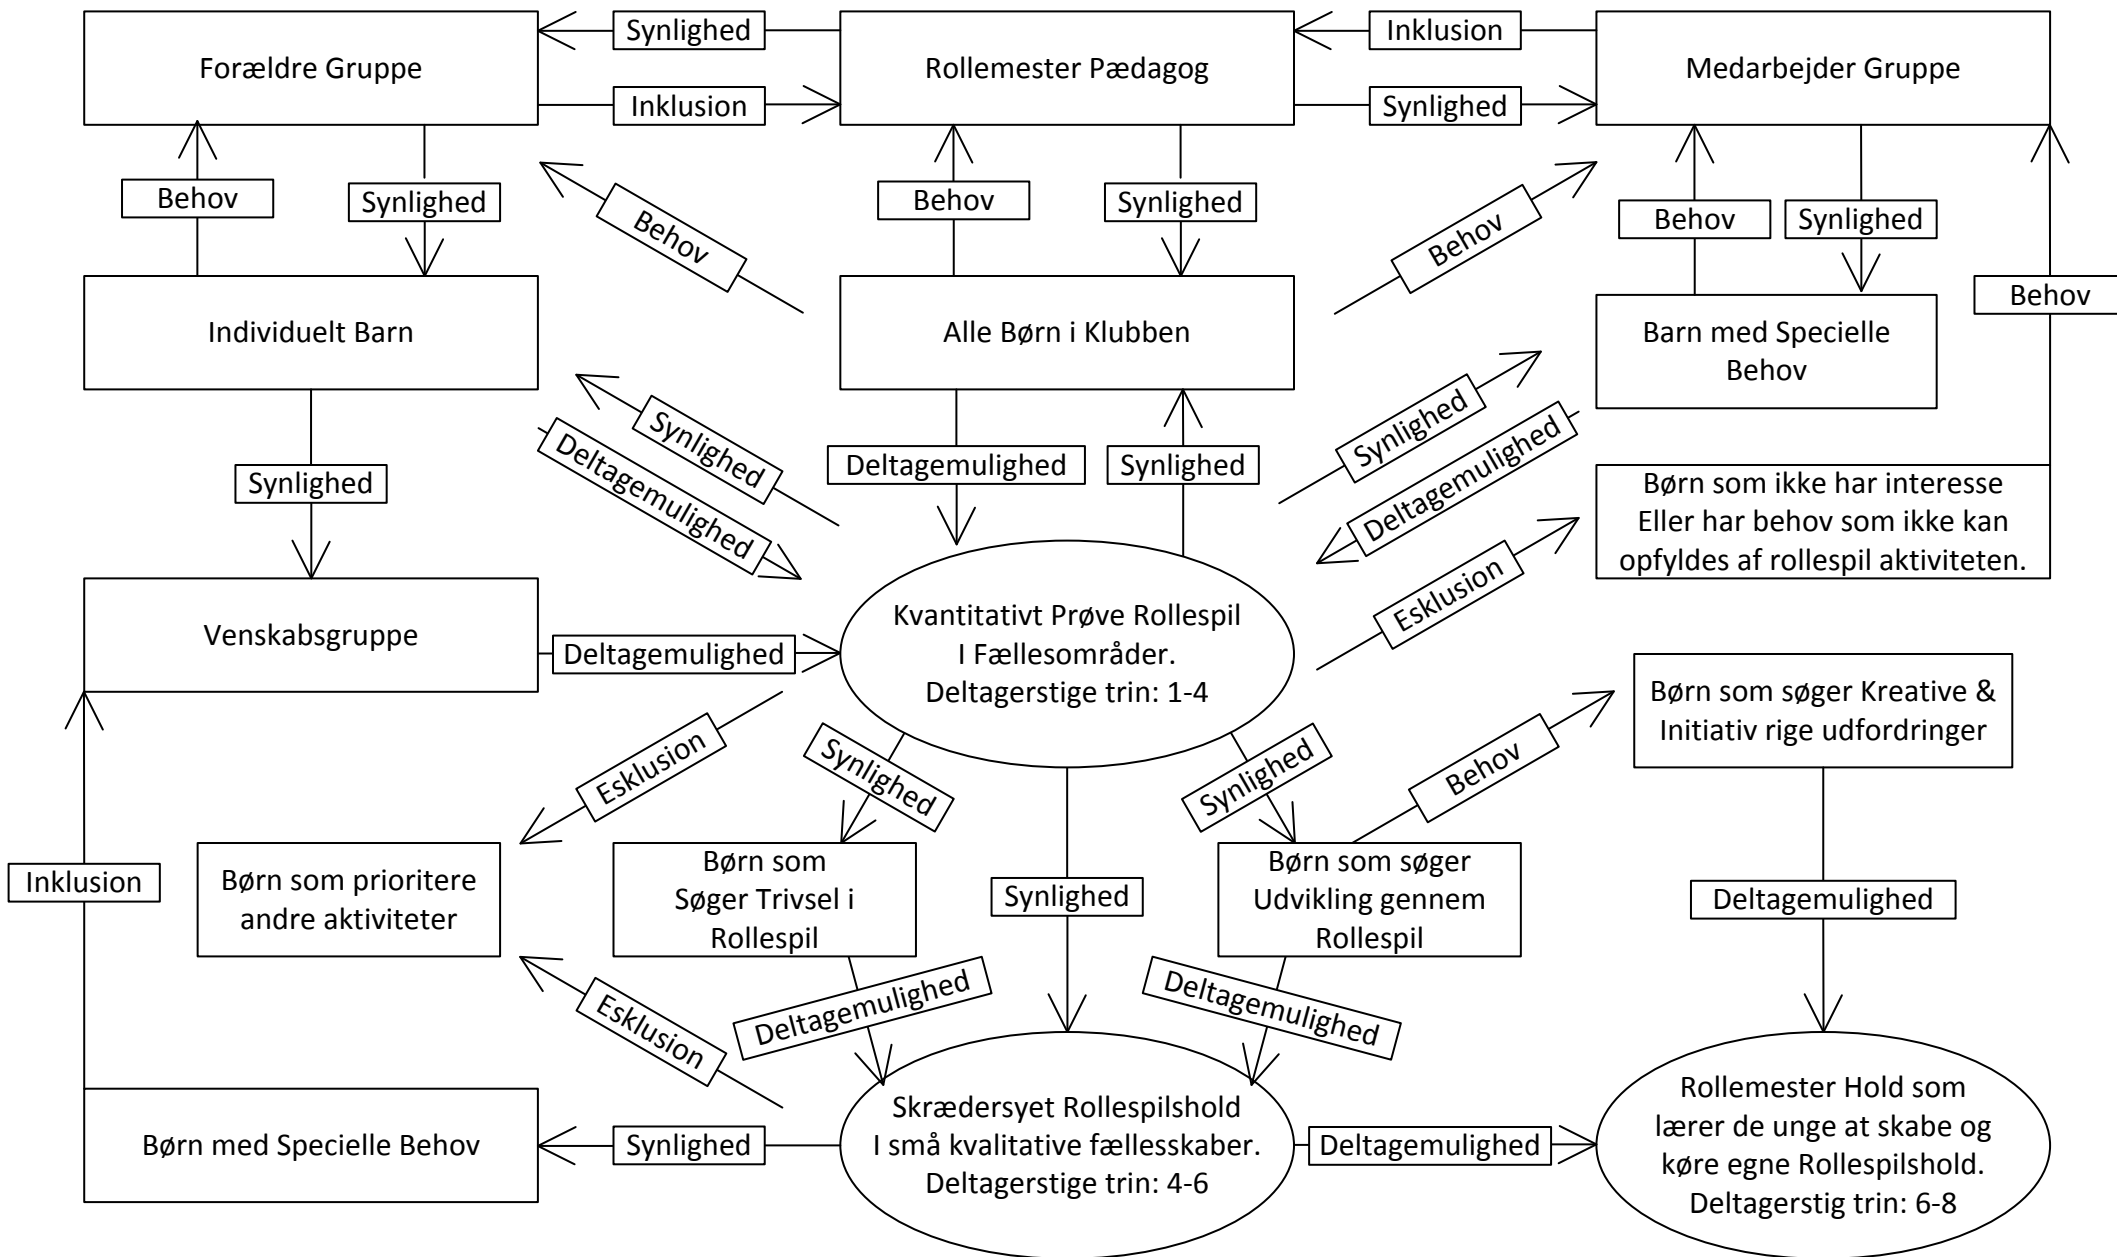 Synlighed
Inklusion
Forældre Gruppe
Rollemester Pædagog
Medarbejder Gruppe
Inklusion
Synlighed
Behov
Synlighed
Behov
Behov
Synlighed
Behov
Behov
Synlighed
Behov
Individuelt Barn
Alle Børn i Klubben
Barn med Specielle
Behov
Synlighed
Deltagemulighed
Synlighed
Deltagemulighed
Synlighed
Synlighed
Deltagemulighed
Børn som ikke har interesse
Eller har behov som ikke kan
opfyldes af rollespil aktiviteten.
Esklusion
Venskabsgruppe
Deltagemulighed
Kvantitativt Prøve Rollespil
I Fællesområder.
Deltagerstige trin: 1-4
Børn som søger Kreative &
Initiativ rige udfordringer
Esklusion
Synlighed
Synlighed
Behov
Inklusion
Børn som prioritere
andre aktiviteter
Børn som
Søger Trivsel i
Rollespil
Synlighed
Børn som søger
Udvikling gennem
Rollespil
Deltagemulighed
Esklusion
Deltagemulighed
Deltagemulighed
Børn med Specielle Behov
Synlighed
Skrædersyet Rollespilshold
I små kvalitative fællesskaber.
Deltagerstige trin: 4-6
Deltagemulighed
Rollemester Hold som
lærer de unge at skabe og
køre egne Rollespilshold.
Deltagerstig trin: 6-8